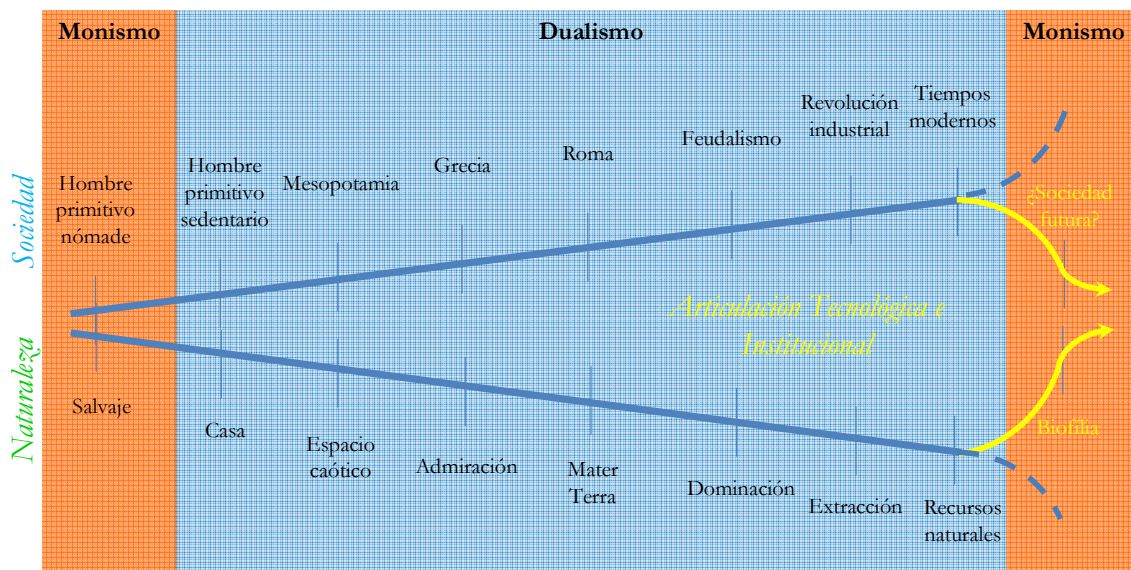 Monismo
Dualismo
Monismo
Sociedad
Naturaleza
Hombre
primitivo
nómade
Hombre
primitivo
sedentario
Mesopotamia
Grecia
Roma
Feudalismo
Revolución
industrial
Tiempos
modernos
¿Sociedad
futura?
Articulación Tecnológica e
Institucional
Salvaje
Casa
Espacio
caótico
Admiración
Mater
Terra
Dominación
Extracción
Recursos
naturales
Biofilia